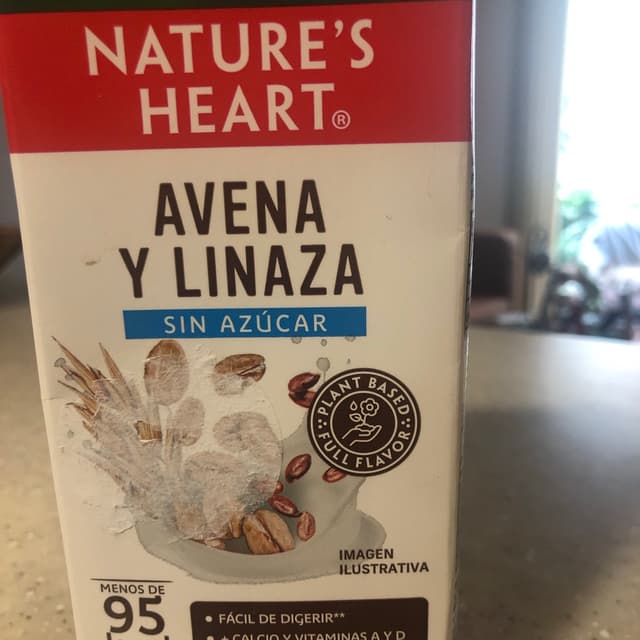 NATURE'S
HEART®
AVENA
Y LINAZA
SIN AZÚCAR
PLANT BASED
FULL FLAVOR
IMAGEN
ILUSTRATIVA
MENOS DE
95
• FÁCIL DE DIGERIR**
• + CALCIO Y VITAMINAS A Y D